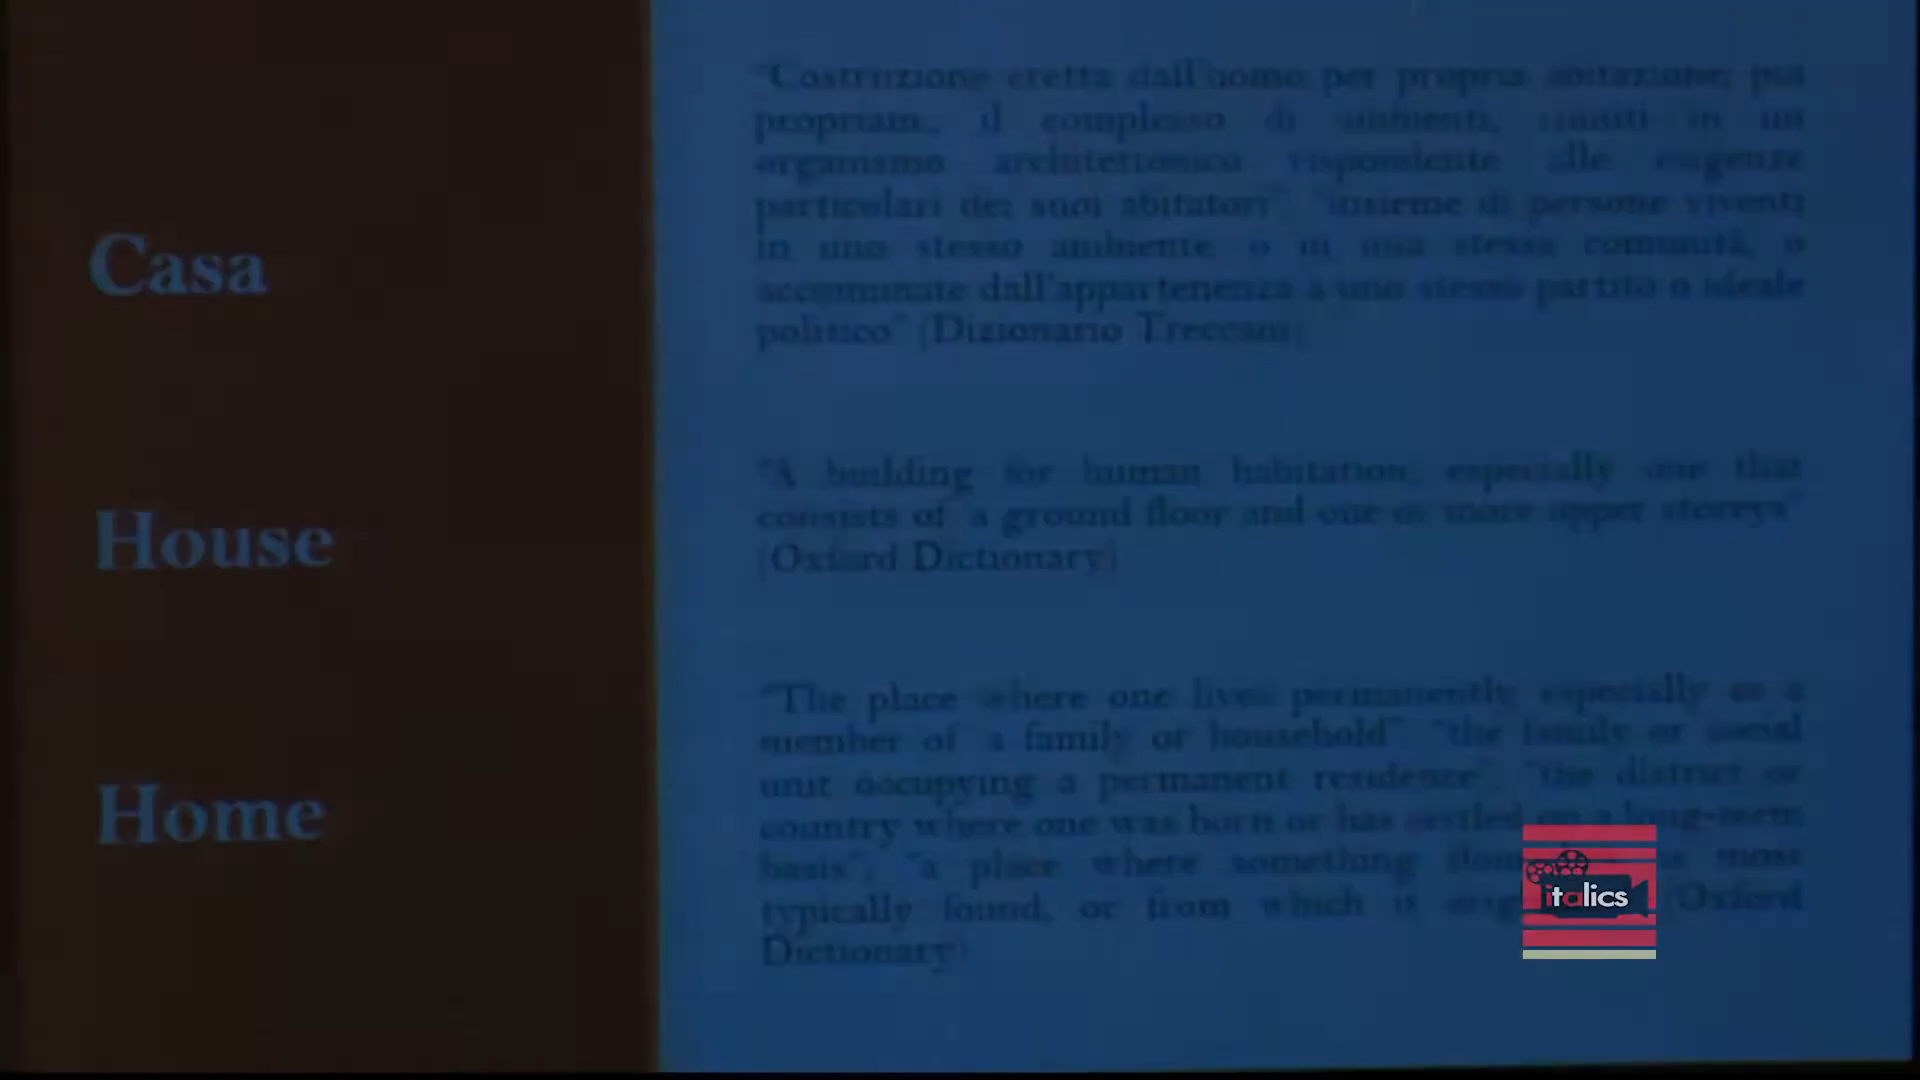 Casa
"Costruzione eretta dall'uomo per propria abitazione; più
propriam., il complesso di ambienti, riuniti in un
organismo architettonico rispondente alle esigenze
particolari dei suoi abitatori"; "insieme di persone viventi
in uno stesso ambiente o in una stessa comunità, o
accomunate dall'appartenenza a uno stesso partito o ideale
politico" (Dizionario Treccani)
House
"A building for human habitation, especially one that
consists of a ground floor and one or more upper storeys"
(Oxford Dictionary)
Home
"The place where one lives permanently, especially as a
member of a family or household"; "the family or social
unit occupying a permanent residence"; "the district or
country where one was born or has settled on a long-term
basis"; "a place where something is most
typically found, or from which it (Oxford
Dictionary)
italics